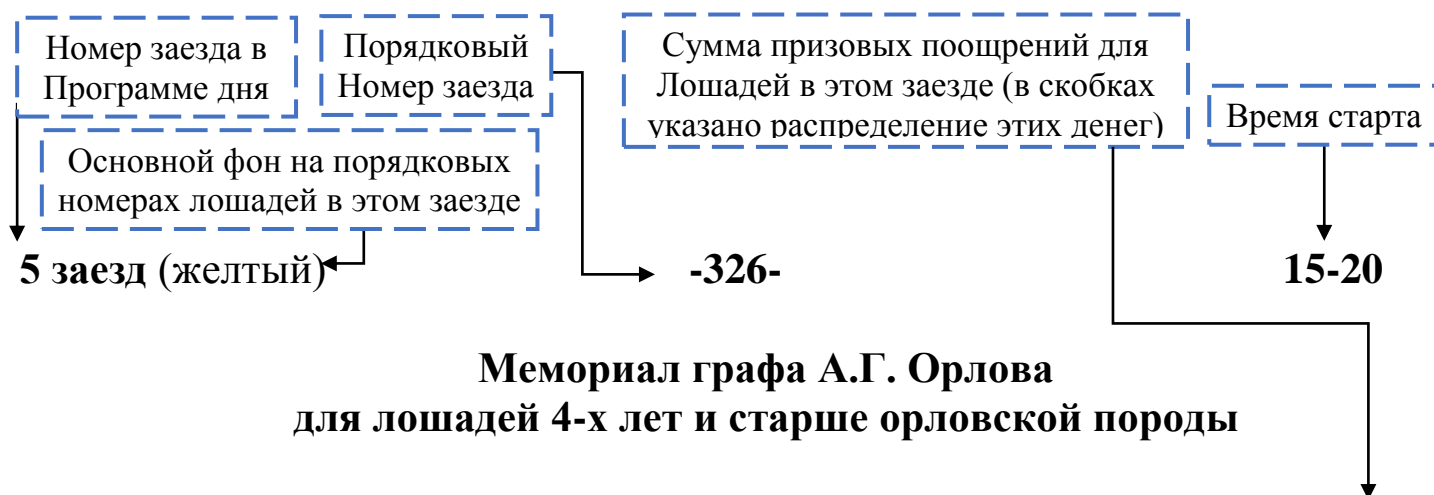 Номер заезда в
Программе дня
Порядковый
Номер заезда
Сумма призовых поощрений для
Лошадей в этом заезде (в скобках
указано распределение этих денег)
Время старта
Основной фон на порядковых
номерах лошадей в этом заезде
5 заезд (желтый) -326- 15-20
Мемориал графа А.Г. Орлова
для лошадей 4-х лет и старше орловской породы